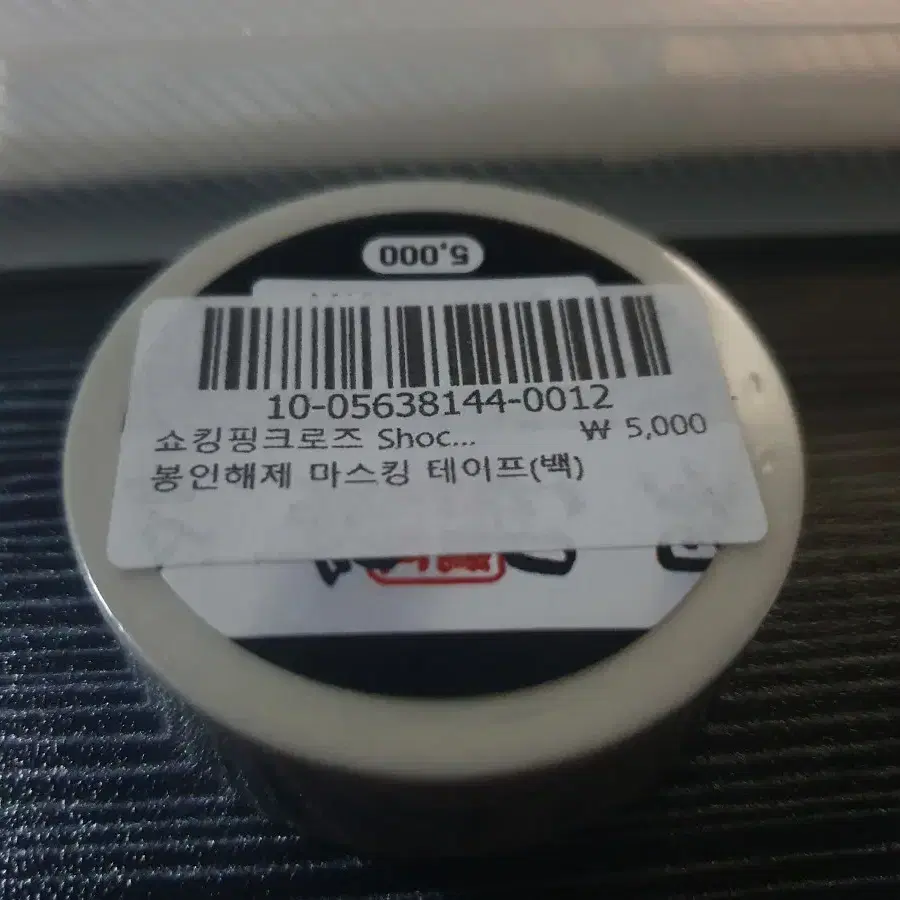 5,000
10-05638144-0012
쇼킹핑크로즈 Shoc... ₩ 5,000
봉인해제 마스킹 테이프(백)